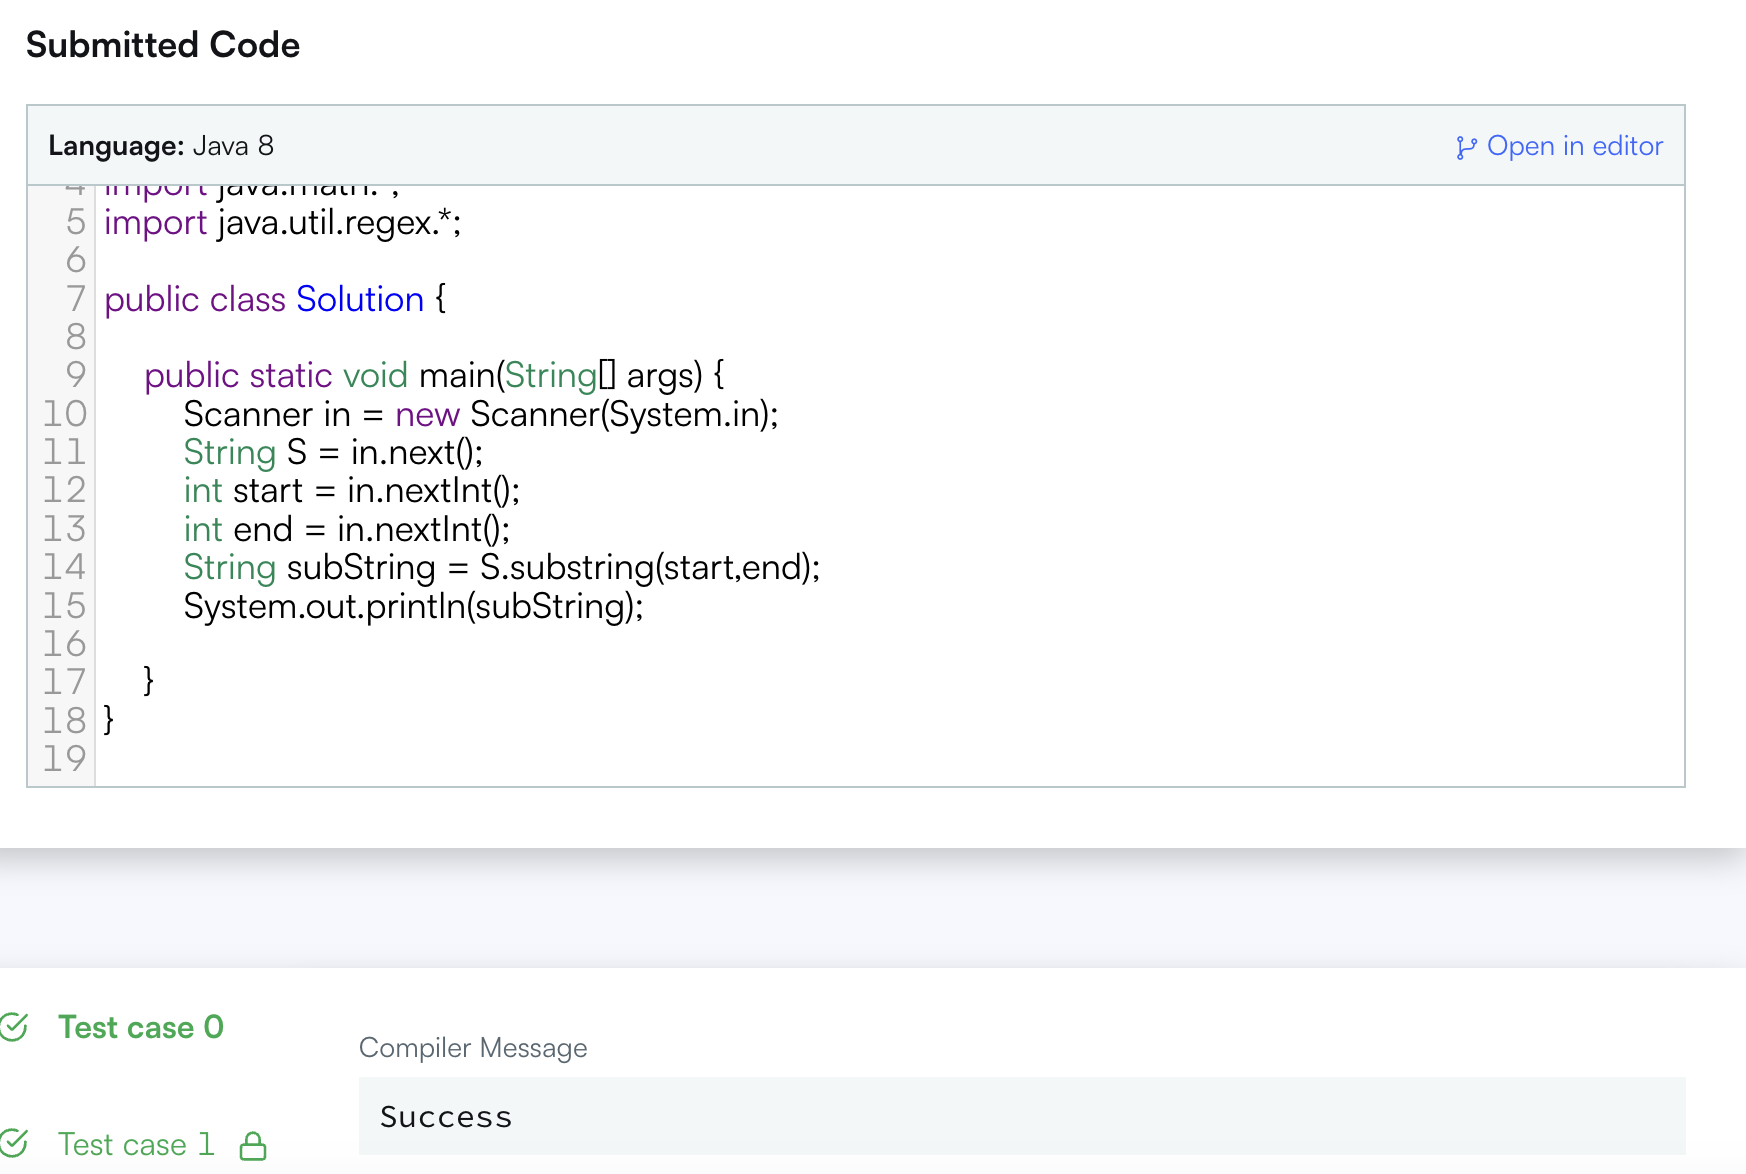 Submitted Code
Language: Java 8
Open in editor
4 import java.math.*;
5 import java.util.regex.*;
6
7 public class Solution {
8
9 public static void main(String[] args) {
10 Scanner in = new Scanner(System.in);
11 String S = in.next();
12 int start = in.nextInt();
13 int end = in.nextInt();
14 String subString = S.substring(start,end);
15 System.out.println(subString);
16
17 }
18 }
19
Test case 0
Compiler Message
Success
Test case 1